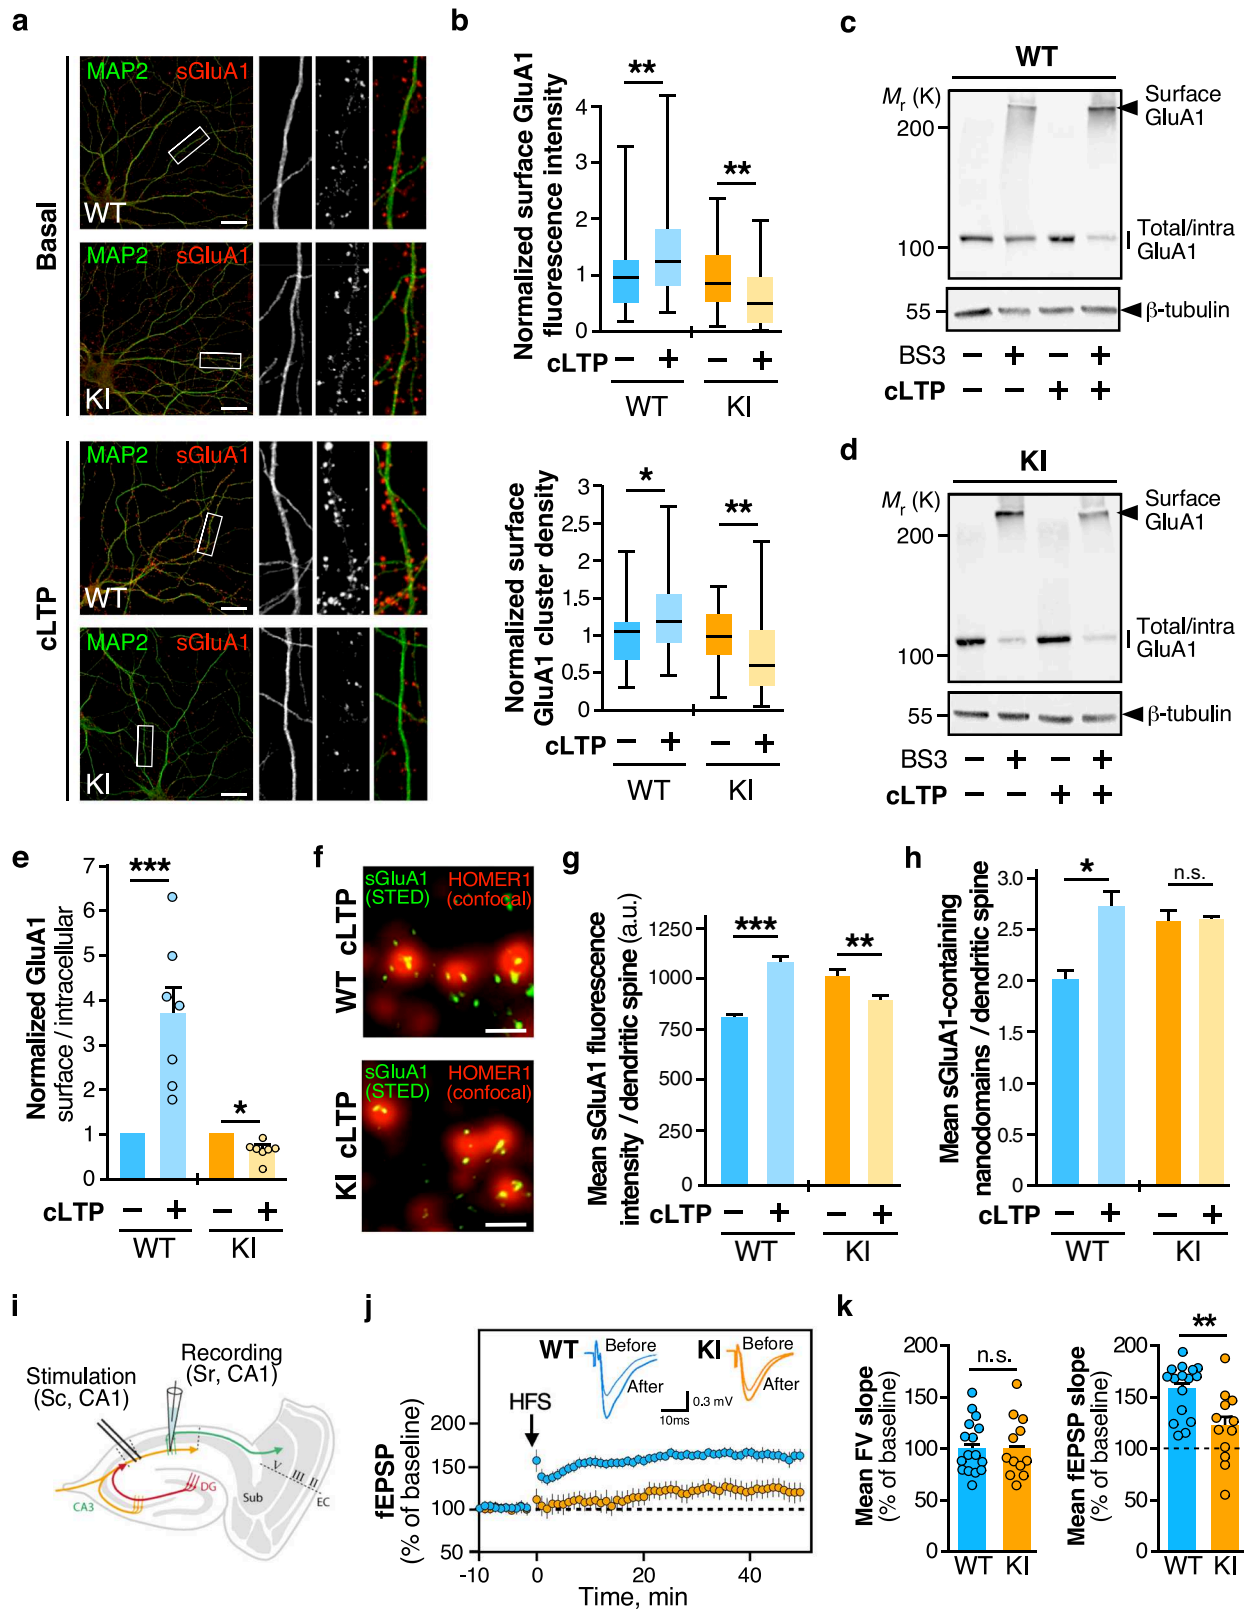 a
Basal
MAP2 sGluA1
WT
MAP2 sGluA1
KI
cLTP
MAP2 sGluA1
WT
MAP2 sGluA1
KI
b
Normalized surface GluA1
fluorescence intensity
4
3
2
1
0
**
**
cLTP − + − +
WT KI
Normalized surface
GluA1 cluster density
3
2.5
2
1.5
1
0.5
0
*
**
cLTP − + − +
WT KI
c
WT
Mr (K)
200
100
55
Surface
GluA1
Total/intra
GluA1
β-tubulin
BS3 − + − +
cLTP − − + +
d
KI
Mr (K)
200
100
55
Surface
GluA1
Total/intra
GluA1
β-tubulin
BS3 − + − +
cLTP − − + +
e
Normalized GluA1
surface / intracellular
7
6
5
4
3
2
1
0
***
*
cLTP − + − +
WT KI
f
WT cLTP
sGluA1 HOMER1
(STED) (confocal)
KI cLTP
sGluA1 HOMER1
(STED) (confocal)
g
Mean sGluA1 fluorescence
intensity / dendritic spine (a.u.)
1250
1000
750
500
250
0
***
**
cLTP − + − +
WT KI
h
Mean sGluA1-containing
nanodomains / dendritic spine
3.0
2.5
2.0
1.5
1.0
0.5
0
*
n.s.
cLTP − + − +
WT KI
i
Stimulation
(Sc, CA1)
Recording
(Sr, CA1)
CA3
DG
Sub
V
III
II
EC
j
fEPSP
(% of baseline)
200
150
100
50
HFS
WT Before
After
KI Before
After
0.3 mV
10ms
-10 0 20 40
Time, min
k
Mean FV slope
(% of baseline)
200
150
100
50
0
n.s.
WT KI
Mean fEPSP slope
(% of baseline)
200
150
100
50
0
**
WT KI